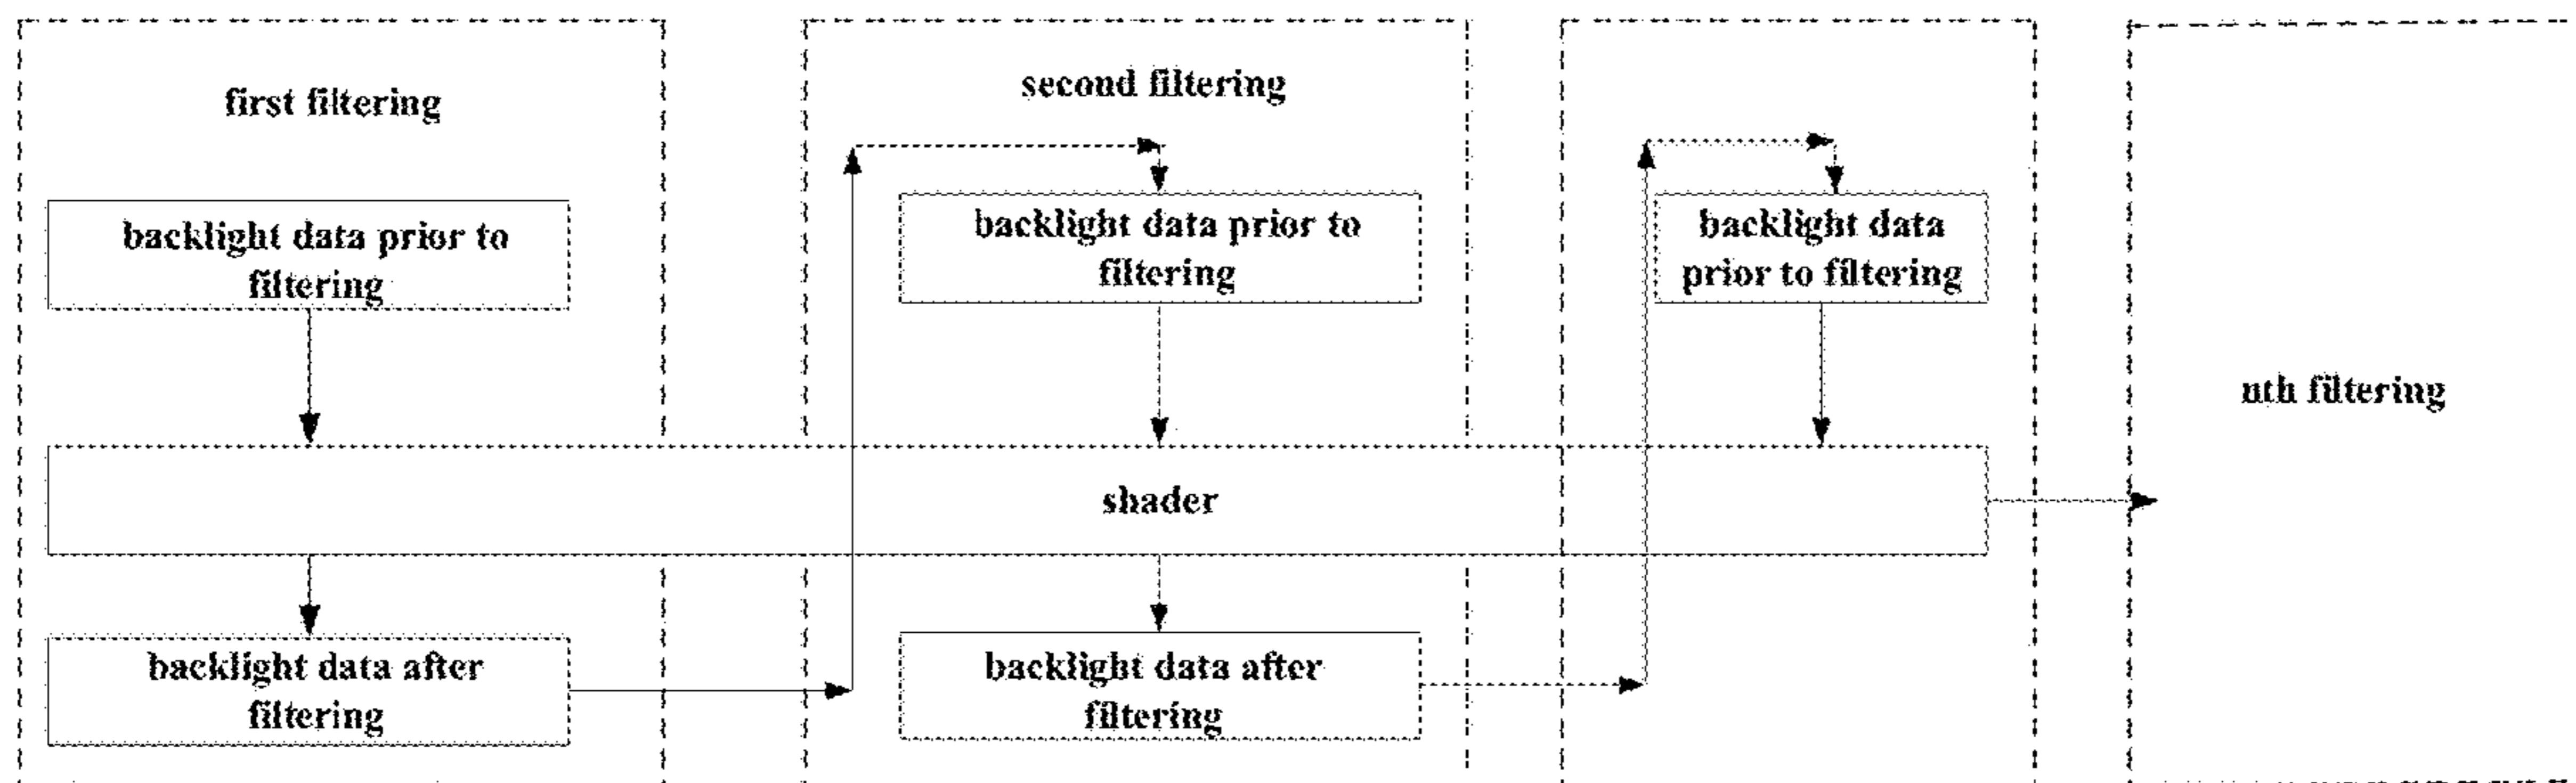 first filtering
second filtering
backlight data prior to
filtering
backlight data prior to
filtering
backlight data
prior to filtering
nth filtering
shader
backlight data after
filtering
backlight data after
filtering